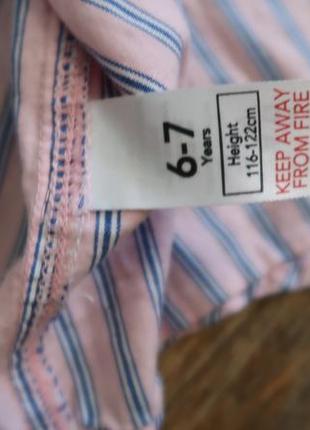 6-7
Years
Height
116-122cm
KEEP AWAY
FROM FIRE